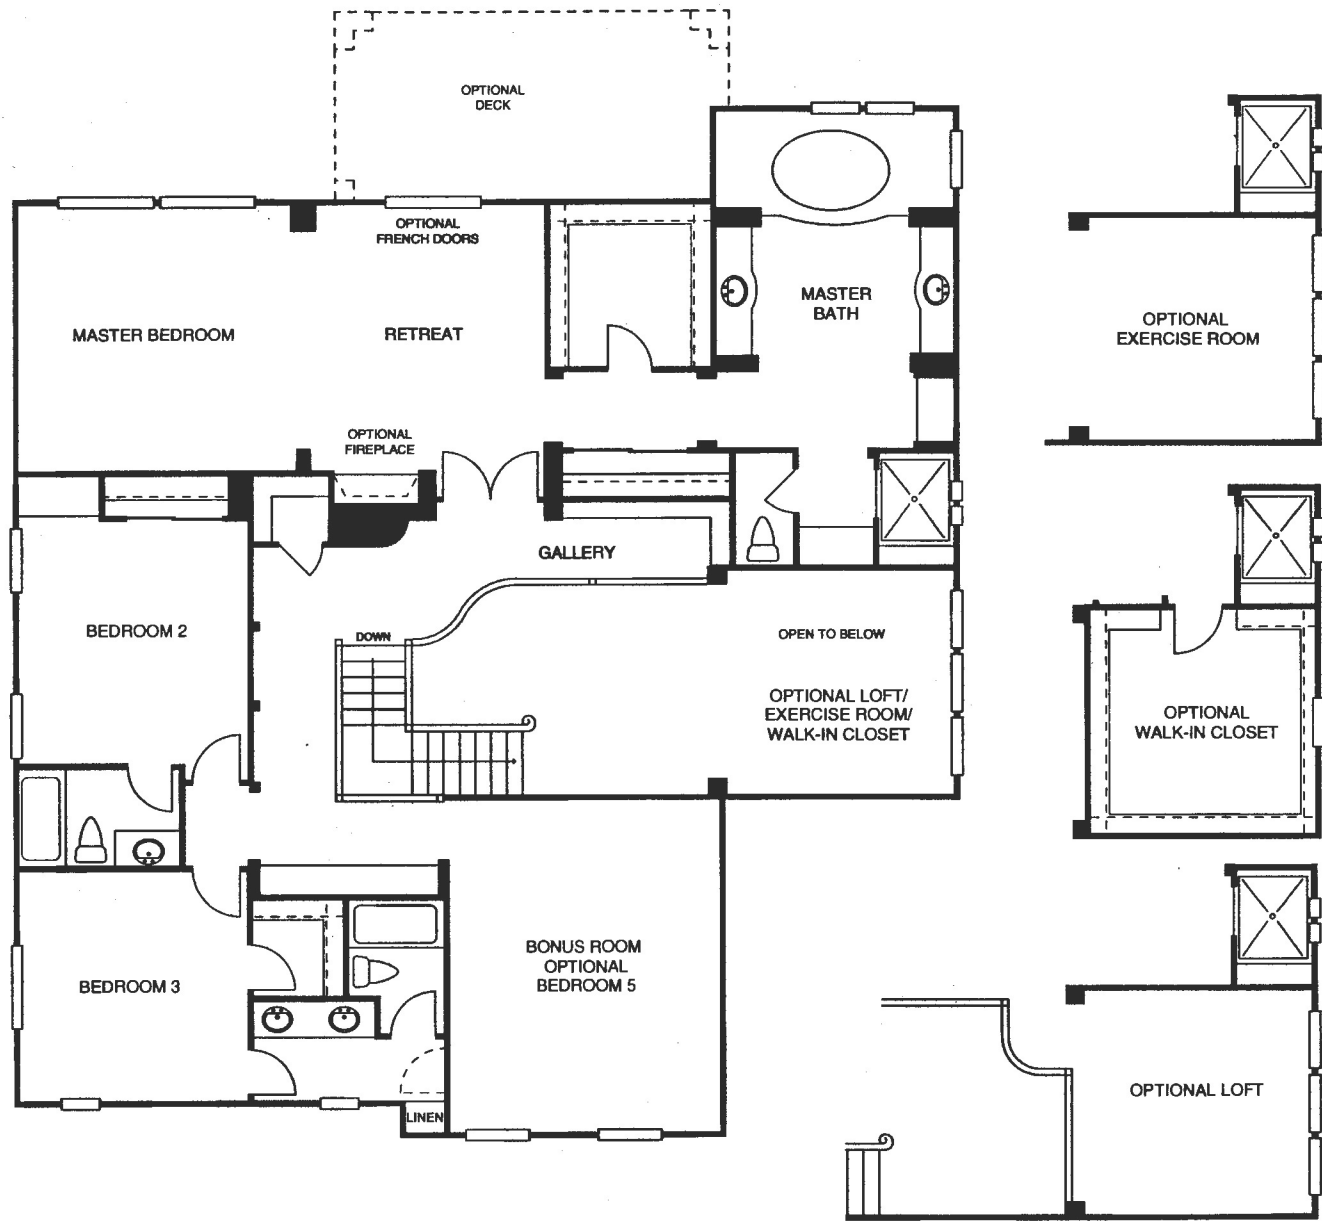 OPTIONAL
DECK
OPTIONAL
FRENCH DOORS
MASTER BEDROOM
RETREAT
MASTER
BATH
OPTIONAL
EXERCISE ROOM
OPTIONAL
FIREPLACE
GALLERY
BEDROOM 2
DOWN
OPEN TO BELOW
OPTIONAL LOFT/
EXERCISE ROOM/
WALK-IN CLOSET
OPTIONAL
WALK-IN CLOSET
BEDROOM 3
BONUS ROOM
OPTIONAL
BEDROOM 5
LINEN
OPTIONAL LOFT